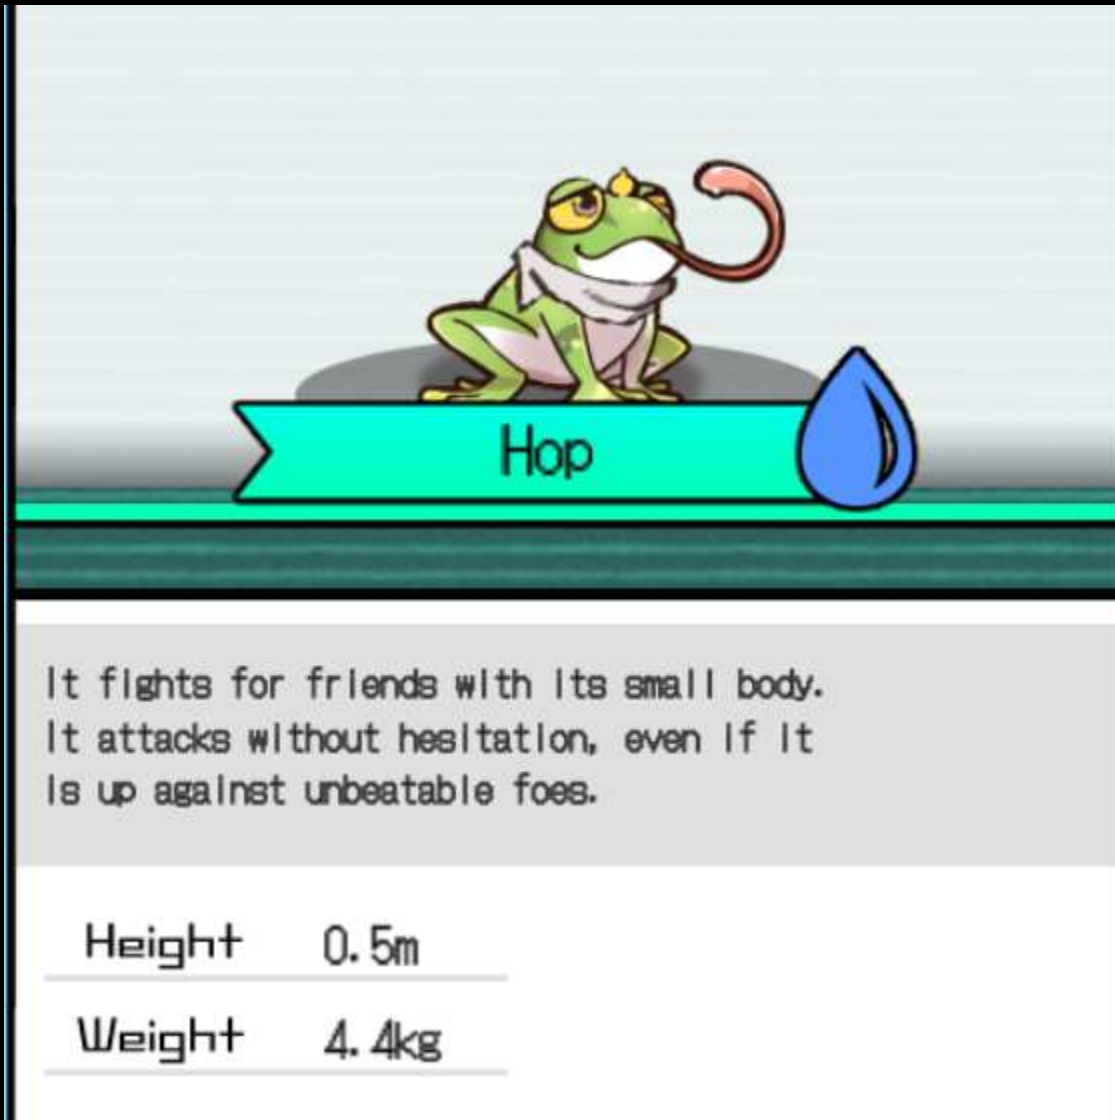 Hop
It fights for friends with its small body.
It attacks without hesitation, even if it
is up against unbeatable foes.
Height 0.5m
Weight 4.4kg